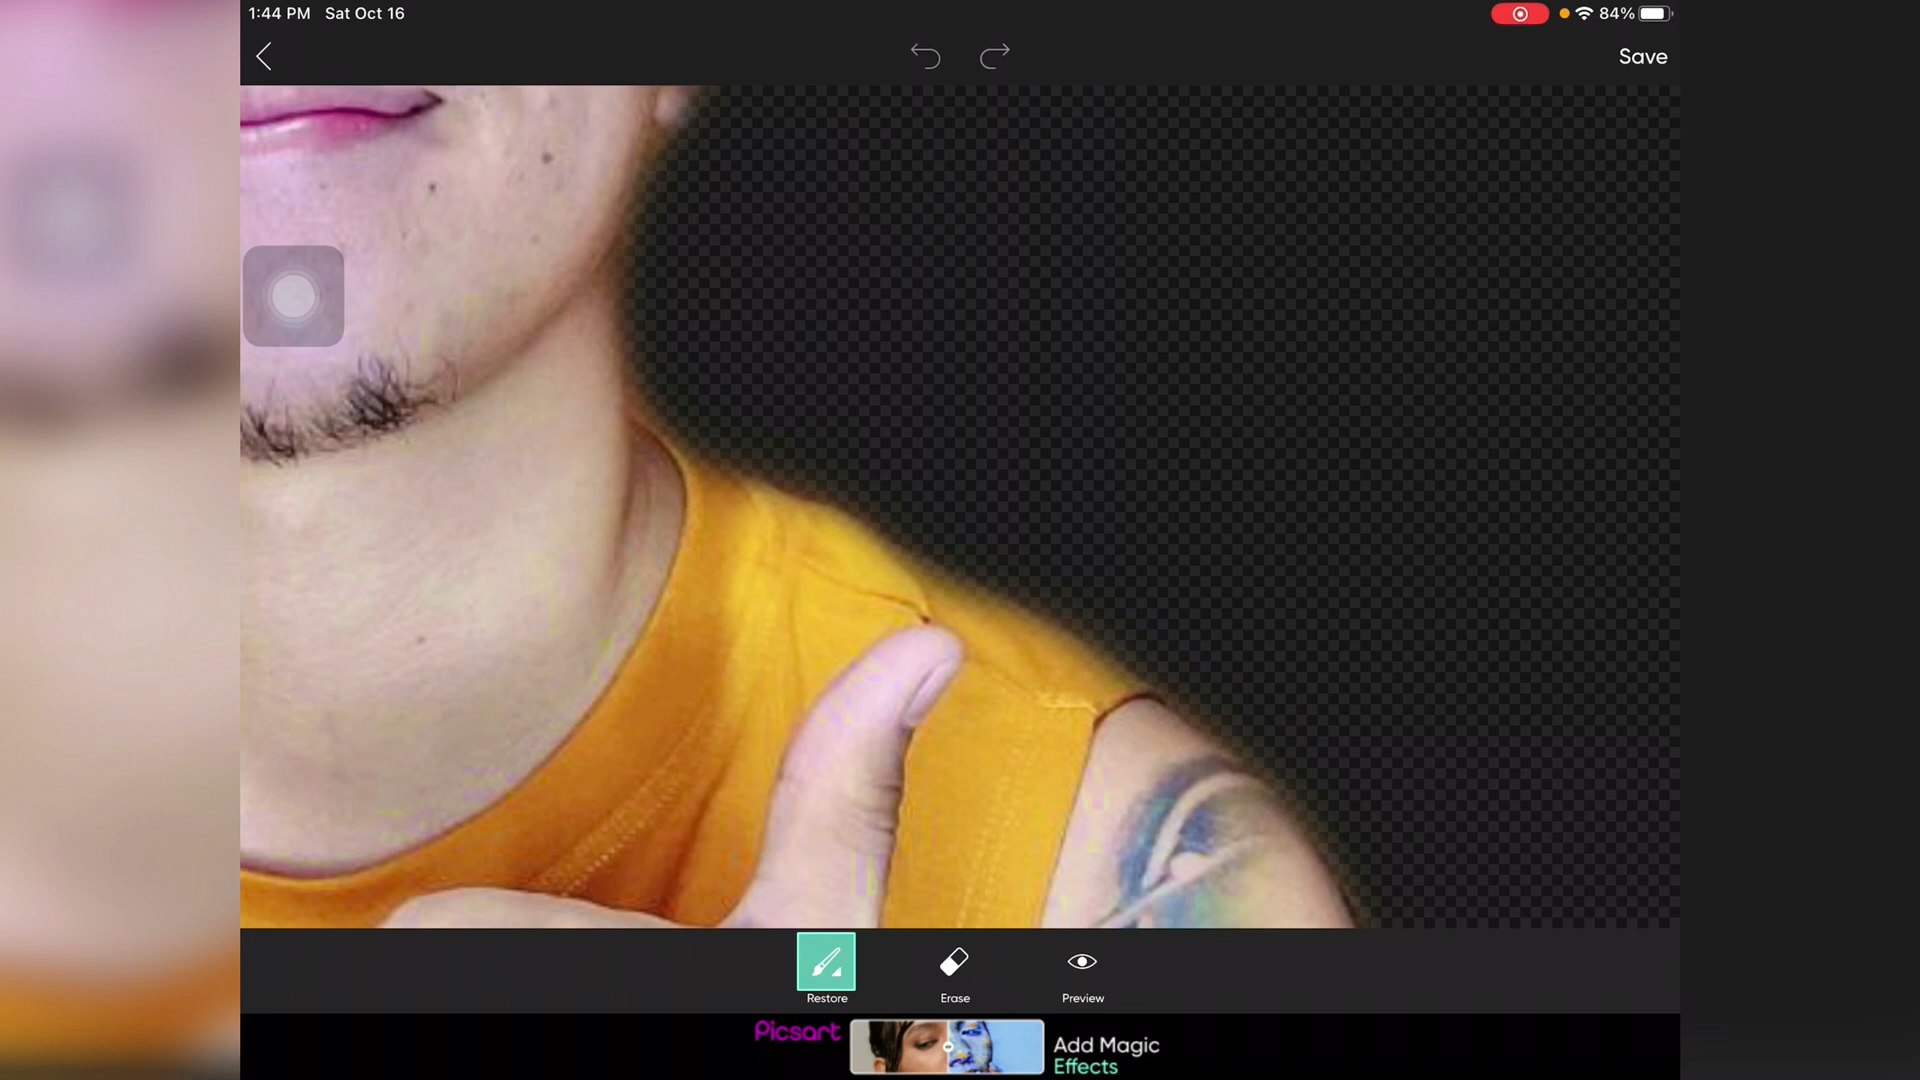 1:44 PM Sat Oct 16
84%
Save
Restore
Erase
Preview
Picsart
Add Magic
Effects